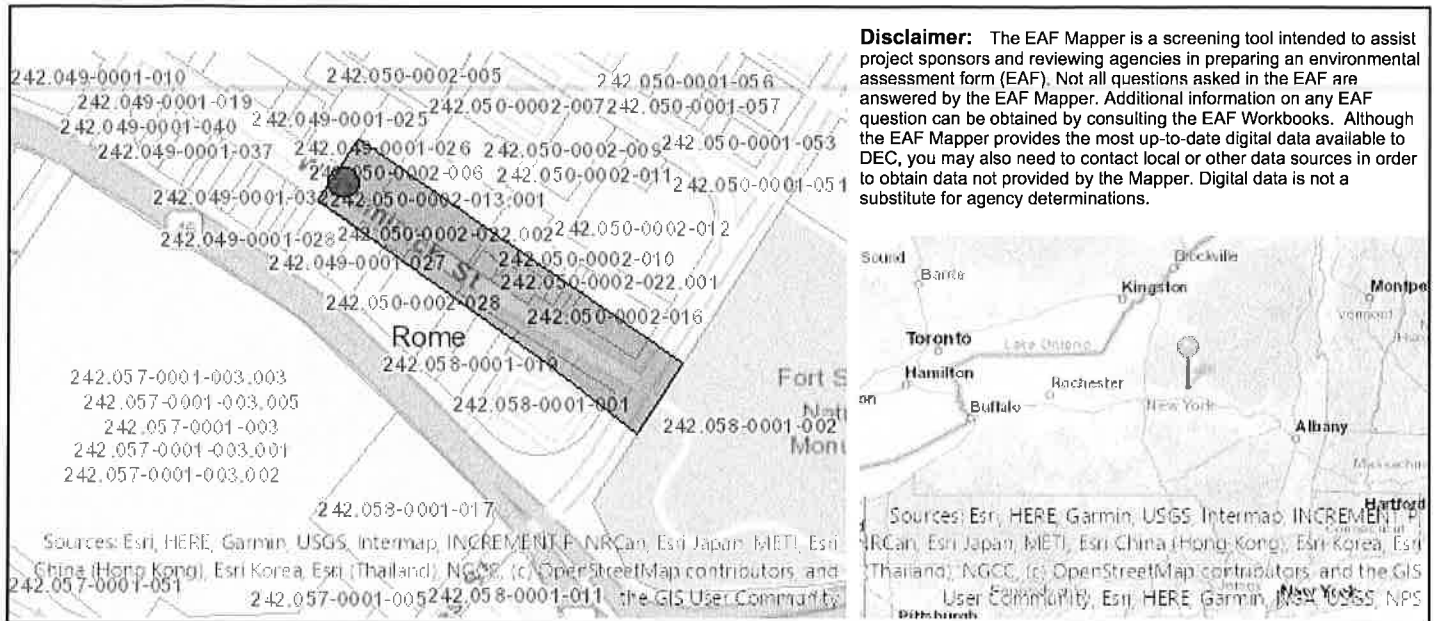 Disclaimer: The EAF Mapper is a screening tool intended to assist
project sponsors and reviewing agencies in preparing an environmental
assessment form (EAF). Not all questions asked in the EAF are
answered by the EAF Mapper. Additional information on any EAF
question can be obtained by consulting the EAF Workbooks. Although
the EAF Mapper provides the most up-to-date digital data available to
DEC, you may also need to contact local or other data sources in order
to obtain data not provided by the Mapper. Digital data is not a
substitute for agency determinations.
242.049-0001-010
242.050-0002-005
242.050-0001-056
242.049-0001-019
242.050-0002-007
242.050-0001-057
242.049-0001-040
242.049-0001-025
242.049-0001-037
242.049-0001-026
242.050-0002-009
242.050-0001-053
242.050-0002-006
242.050-0002-011
242.050-0001-051
242.050-0002-013.001
242.049-0001-028
242.050-0002-022.002
242.050-0002-012
242.049-0001-027
St
242.050-0002-010
242.050-0002-022.001
242.050-0002-028
242.050-0002-016
Rome
242.057-0001-003.003
242.057-0001-003.005
242.058-0001-001
242.057-0001-003
242.058-0001-002
242.057-0001-003.001
242.057-0001-003.002
Fort S
242.058-0001-017
Sources: Esri, HERE, Garmin, USGS, Intermap, INCREMENT P, NRCan, Esri Japan, METI, Esri
China (Hong Kong), Esri Korea, Esri (Thailand), NGCC, (c) OpenStreetMap contributors, and
the GIS User Community
242.057-0001-051
242.057-0001-005
242.058-0001-011
Sound
Barrie
Brockville
Kingston
Montpe
Vermont
Toronto
Lake Ontario
Hamilton
Rochester
on
Buffalo
New York
Albany
Massachu
Hartford
Sources: Esri, HERE, Garmin, USGS, Intermap, INCREMENT P,
NRCan, Esri Japan, METI, Esri China (Hong Kong), Esri Korea, Esri
(Thailand), NGCC, (c) OpenStreetMap contributors, and the GIS
User Community, Esri, HERE, Garmin, NGA, USGS, NPS
New York
Pittsburgh